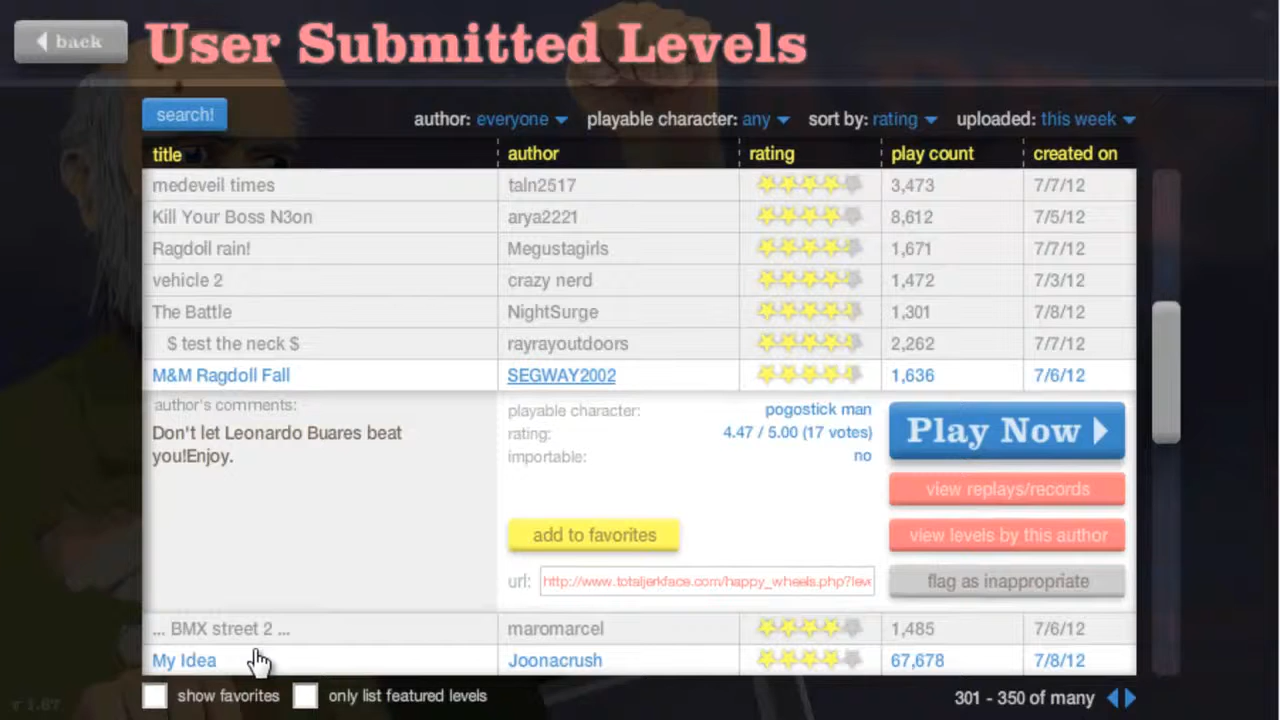 back
User Submitted Levels
search!
author: everyone playable character: any sort by: rating uploaded: this week
title author rating play count created on
medeveil times taln2517 3,473 7/7/12
Kill Your Boss N3on arya2221 8,612 7/5/12
Ragdoll rain! Megustagirls 1,671 7/7/12
vehicle 2 crazy nerd 1,472 7/3/12
The Battle NightSurge 1,301 7/8/12
$ test the neck $ rayrayoutdoors 2,262 7/7/12
M&M Ragdoll Fall SEGWAY2002 1,636 7/6/12
author's comments:
Don't let Leonardo Buares beat
you!Enjoy.
playable character: pogostick man
rating: 4.47 / 5.00 (17 votes)
importable: no
Play Now
view replays/records
add to favorites
view levels by this author
url: http://www.totaljerkface.com/happy_wheels.php?lev
flag as inappropriate
... BMX street 2 ... maromarcel 1,485 7/6/12
My Idea Joonacrush 67,678 7/8/12
show favorites only list featured levels
301 - 350 of many
v 1.67